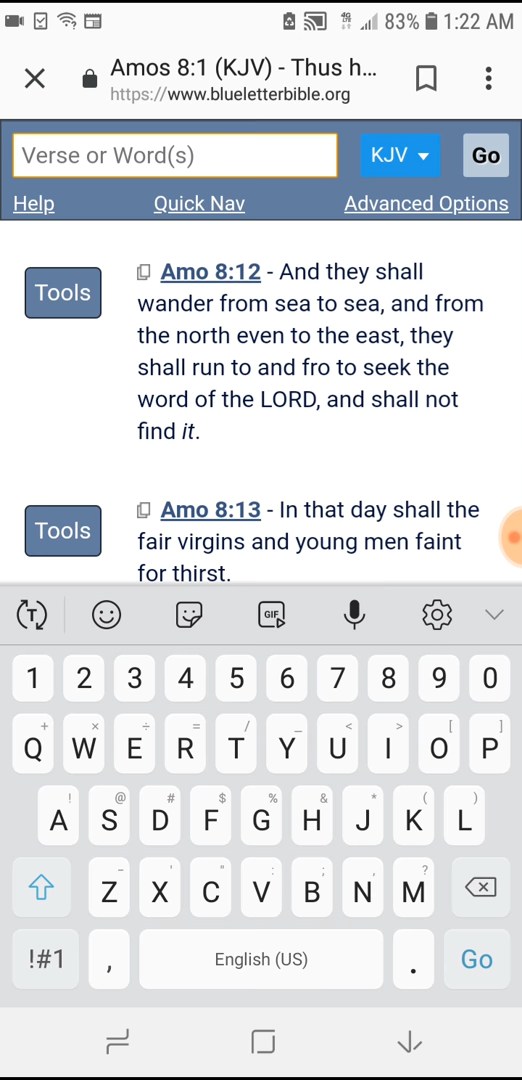 83% 1:22 AM
Amos 8:1 (KJV) - Thus h...
https://www.blueletterbible.org
Verse or Word(s) KJV Go
Help Quick Nav Advanced Options
Tools
Amo 8:12 - And they shall
wander from sea to sea, and from
the north even to the east, they
shall run to and fro to seek the
word of the LORD, and shall not
find it.
Tools
Amo 8:13 - In that day shall the
fair virgins and young men faint
for thirst.
T GIF
1 2 3 4 5 6 7 8 9 0
+ × ÷ = / _ < > [ ]
Q W E R T Y U I O P
! @ # $ % & * ( )
A S D F G H J K L
- ' " : ; , ?
Z X C V B N M
!#1 , English (US) . Go